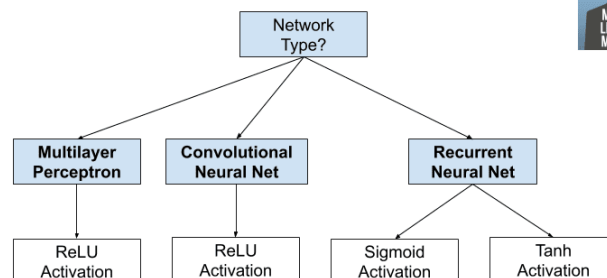 Network
Type?
Multilayer
Perceptron
Convolutional
Neural Net
Recurrent
Neural Net
ReLU
Activation
ReLU
Activation
Sigmoid
Activation
Tanh
Activation